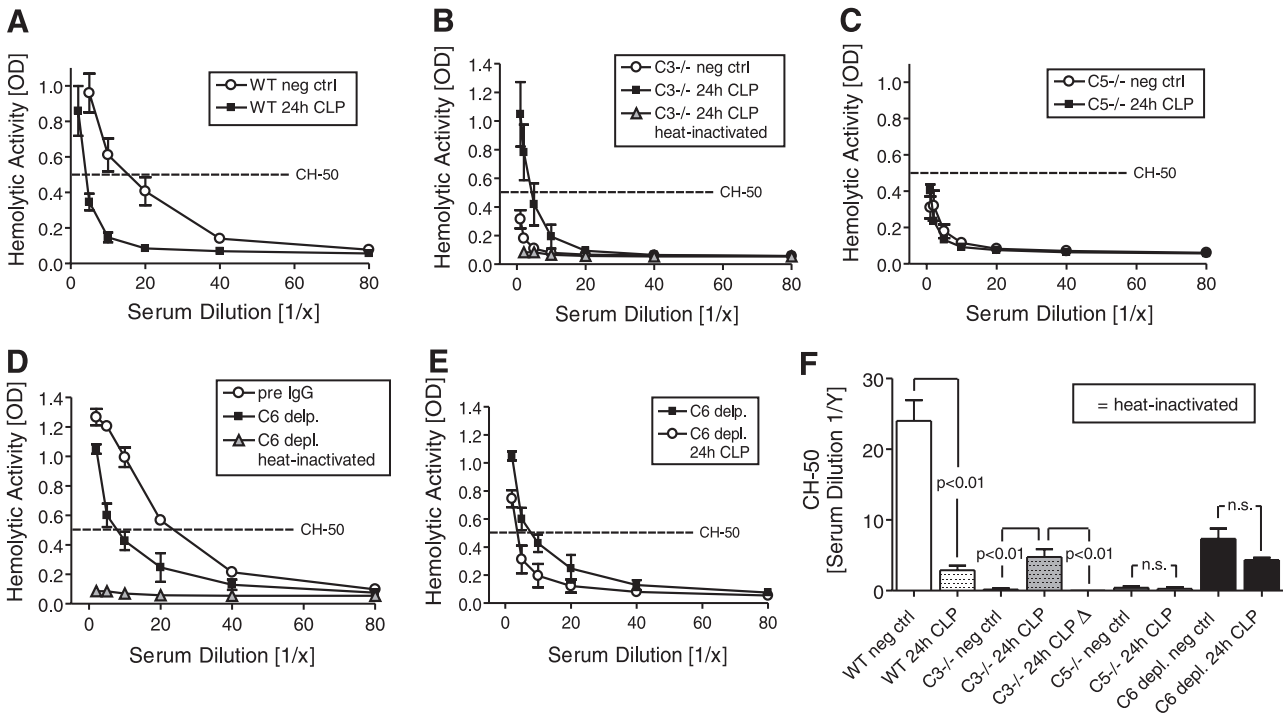 A
Hemolytic Activity [OD]
1.0
0.8
0.6
0.4
0.2
0.0
WT neg ctrl
WT 24h CLP
CH-50
0 20 40 60 80
Serum Dilution [1/x]
B
Hemolytic Activity [OD]
1.4
1.2
1.0
0.8
0.6
0.4
0.2
0.0
C3-/- neg ctrl
C3-/- 24h CLP
C3-/- 24h CLP
heat-inactivated
CH-50
0 20 40 60 80
Serum Dilution [1/x]
C
Hemolytic Activity [OD]
1.0
0.8
0.6
0.4
0.2
0.0
C5-/- neg ctrl
C5-/- 24h CLP
CH-50
0 20 40 60 80
Serum Dilution [1/x]
D
Hemolytic Activity [OD]
1.4
1.2
1.0
0.8
0.6
0.4
0.2
0.0
pre IgG
C6 delp.
C6 depl.
heat-inactivated
CH-50
0 20 40 60 80
Serum Dilution [1/x]
E
Hemolytic Activity [OD]
1.4
1.2
1.0
0.8
0.6
0.4
0.2
0.0
C6 delp.
C6 depl.
24h CLP
CH-50
0 20 40 60 80
Serum Dilution [1/x]
F
CH-50
[Serum Dilution 1/Y]
30
20
10
0
= heat-inactivated
p<0.01
p<0.01
p<0.01
n.s.
n.s.
WT neg ctrl
WT 24h CLP
C3-/- neg ctrl
C3-/- 24h CLP
C3-/- 24h CLP Δ
C5-/- neg ctrl
C5-/- 24h CLP
C6 depl. neg ctrl
C6 depl. 24h CLP